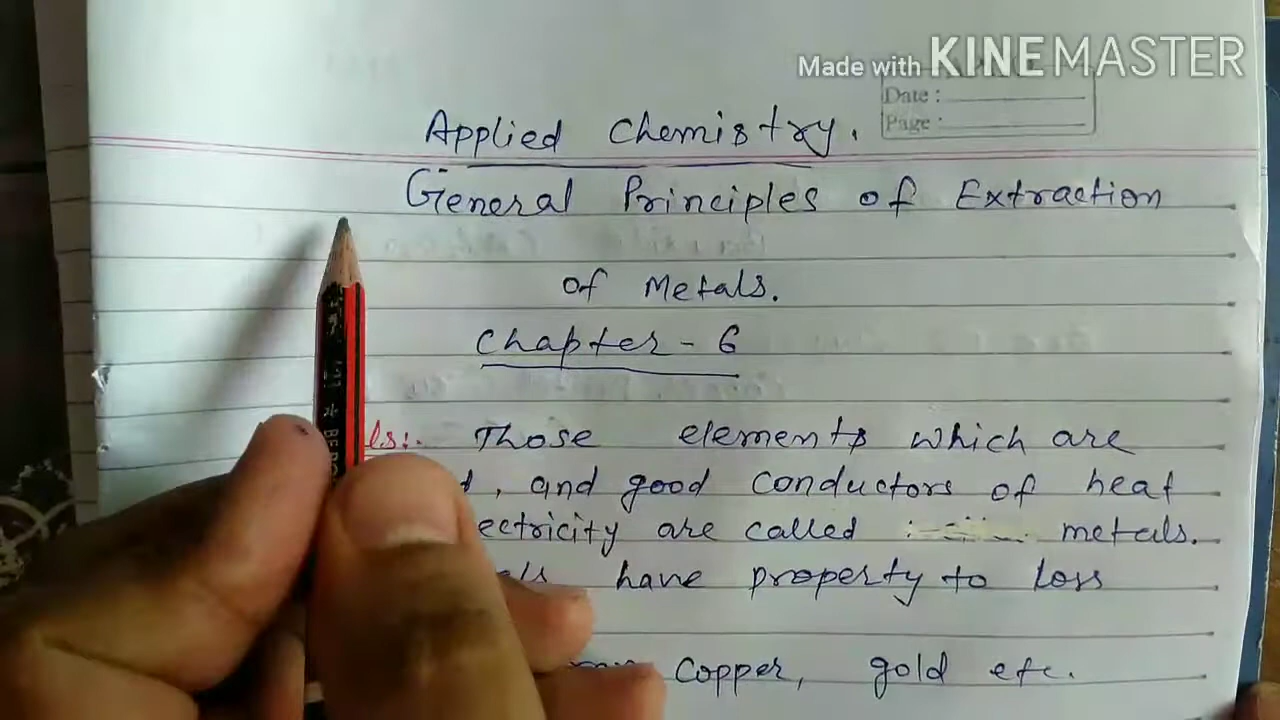 Made with KINEMASTER
Date :
Page :
Applied Chemistry.
General Principles of Extraction
of Metals.
Chapter - 6
ls:. Those elements which are
, and good conductors of heat
ectricity are called metals.
have property to loss
Copper, gold etc.